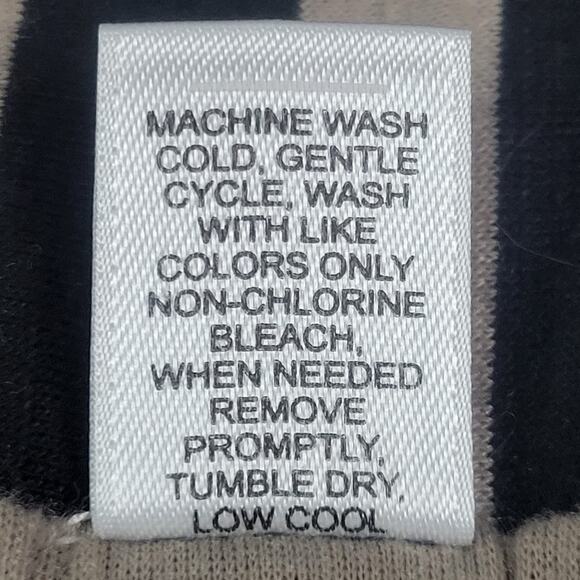 MACHINE WASH
COLD, GENTLE
CYCLE, WASH
WITH LIKE
COLORS ONLY
NON-CHLORINE
BLEACH,
WHEN NEEDED
REMOVE
PROMPTLY,
TUMBLE DRY,
LOW COOL